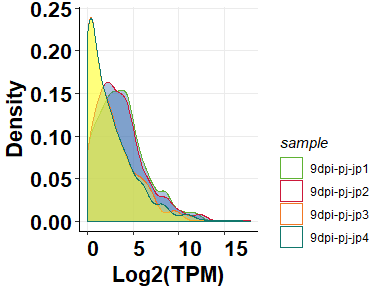 0.25
0.20
0.15
0.10
0.05
0.00
Density
0 5 10 15
Log2(TPM)
sample
9dpi-pj-jp1
9dpi-pj-jp2
9dpi-pj-jp3
9dpi-pj-jp4